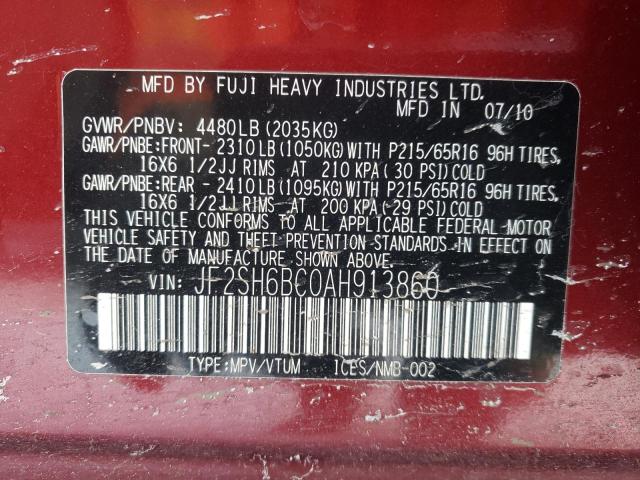 MFD BY FUJI HEAVY INDUSTRIES LTD.
MFD IN 07/10
GVWR/PNBV: 4480LB(2035KG)
GAWR/PNBE:FRONT- 2310LB(1050KG)WITH P215/65R16 96H TIRES,
16X6 1/2JJ RIMS AT 210 KPA(30 PSI)COLD
GAWR/PNBE:REAR - 2410LB(1095KG)WITH P215/65R16 96H TIRES,
16X6 1/2JJ RIMS AT 200 KPA(29 PSI)COLD
THIS VEHICLE CONFORMS TO ALL APPLICABLE FEDERAL-MOTOR
VEHICLE SAFETY AND THEFT PREVENTION STANDARDS IN EFFECT ON
THE DATE OF MANUFACTURE SHOWN ABOVE.
VIN: JF2SH6BC0AH913860
TYPE:MPV/VTUM ICES/NMB-002